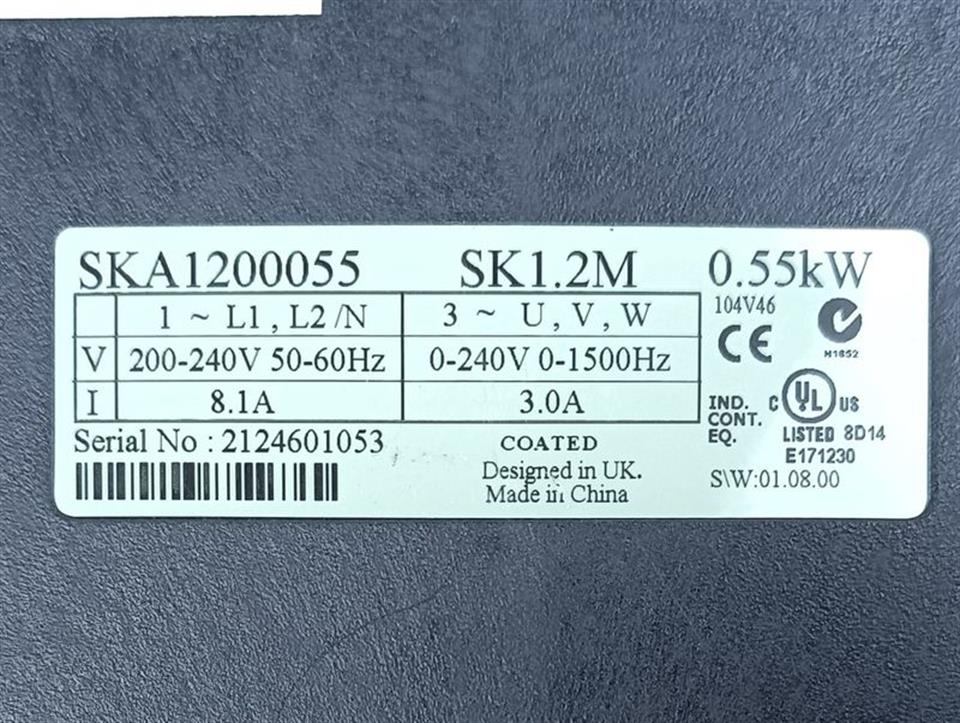 SKA1200055 SK1.2M 0.55kW
1 ~ L1 , L2 /N 3 ~ U , V , W
104V46
CE
N1652
V 200-240V 50-60Hz 0-240V 0-1500Hz
I 8.1A 3.0A
IND.
CONT.
EQ.
C UL US
LISTED 8D14
E171230
Serial No : 2124601053
COATED
Designed in UK.
Made in China
S\W:01.08.00